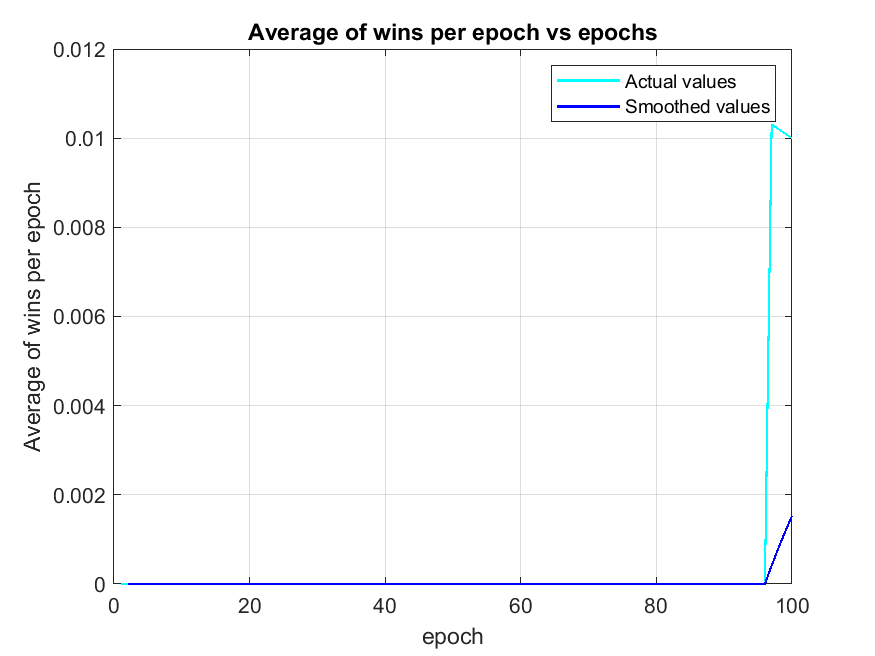 Average of wins per epoch vs epochs
0.012
0.01
0.008
0.006
0.004
0.002
0
Average of wins per epoch
Actual values
Smoothed values
0 20 40 60 80 100
epoch